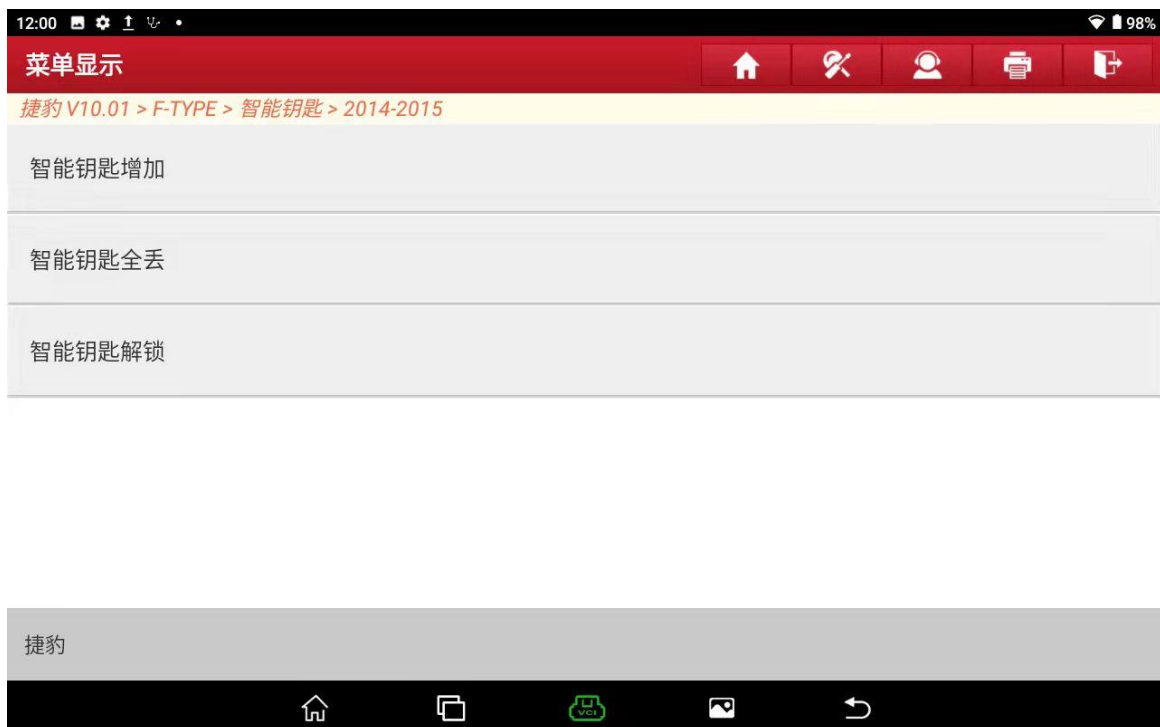 12:00
98%
菜单显示
捷豹 V10.01 > F-TYPE > 智能钥匙 > 2014-2015
智能钥匙增加
智能钥匙全丢
智能钥匙解锁
捷豹
VCI